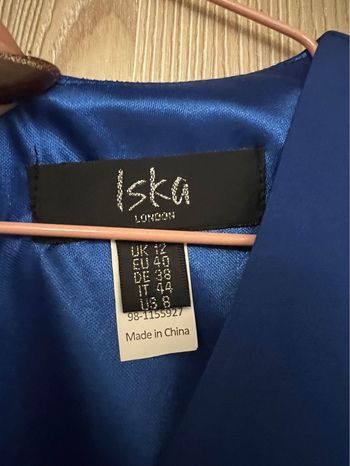 Iska
LONDON
UK 12
EU 40
DE 38
IT 44
US 8
98-1155927
Made in China